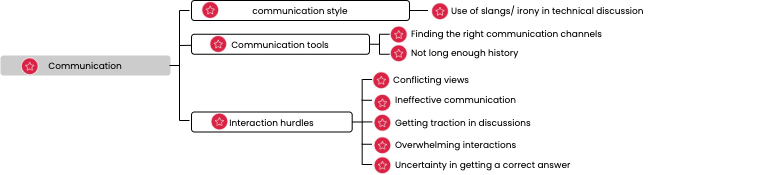 communication style
Use of slangs/ irony in technical discussion
Finding the right communication channels
Communication tools
Not long enough history
Communication
Conflicting views
Ineffective communication
Interaction hurdles
Getting traction in discussions
Overwhelming interactions
Uncertainty in getting a correct answer